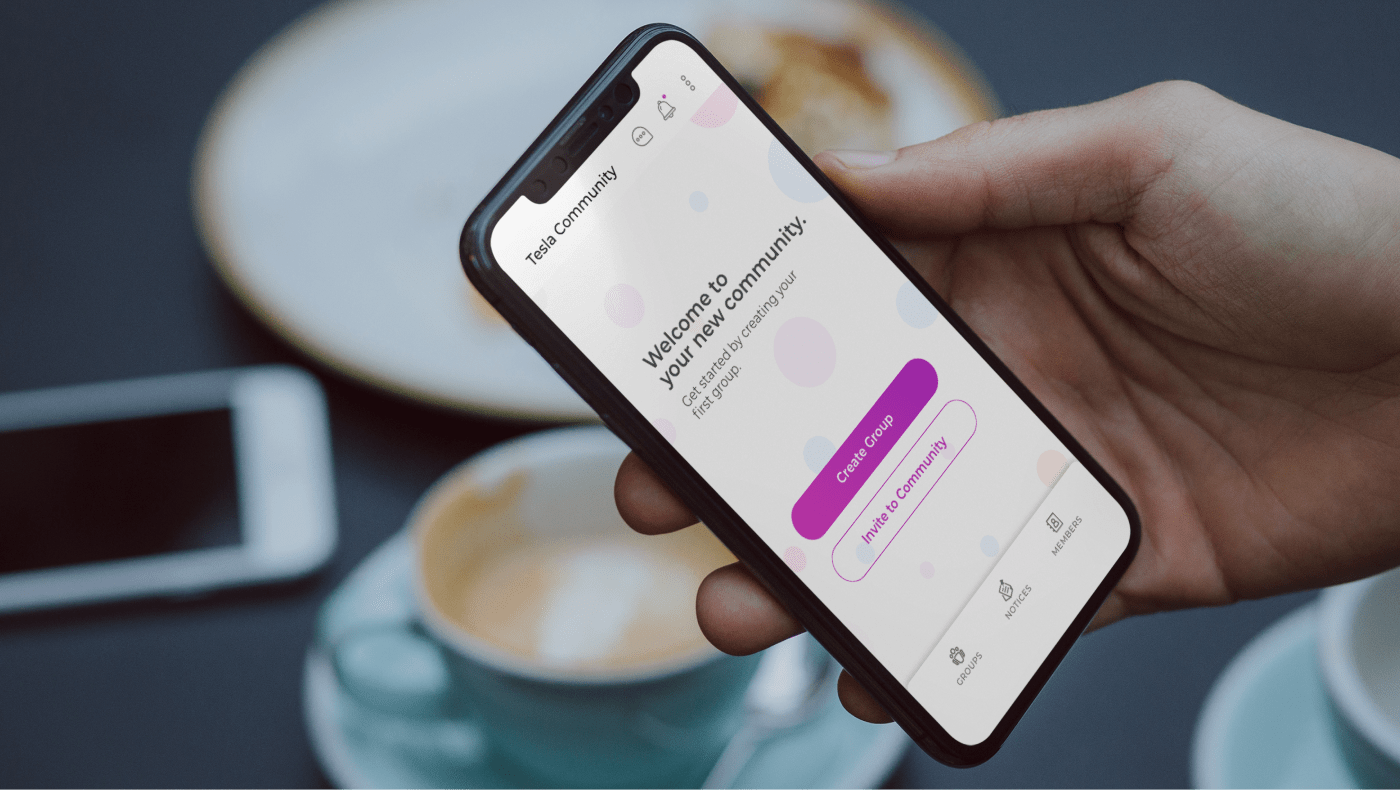 Tesla Community
Welcome to
your new community.
Get started by creating your
first group.
Create Group
Invite to Community
GROUPS
NOTICES
MEMBERS